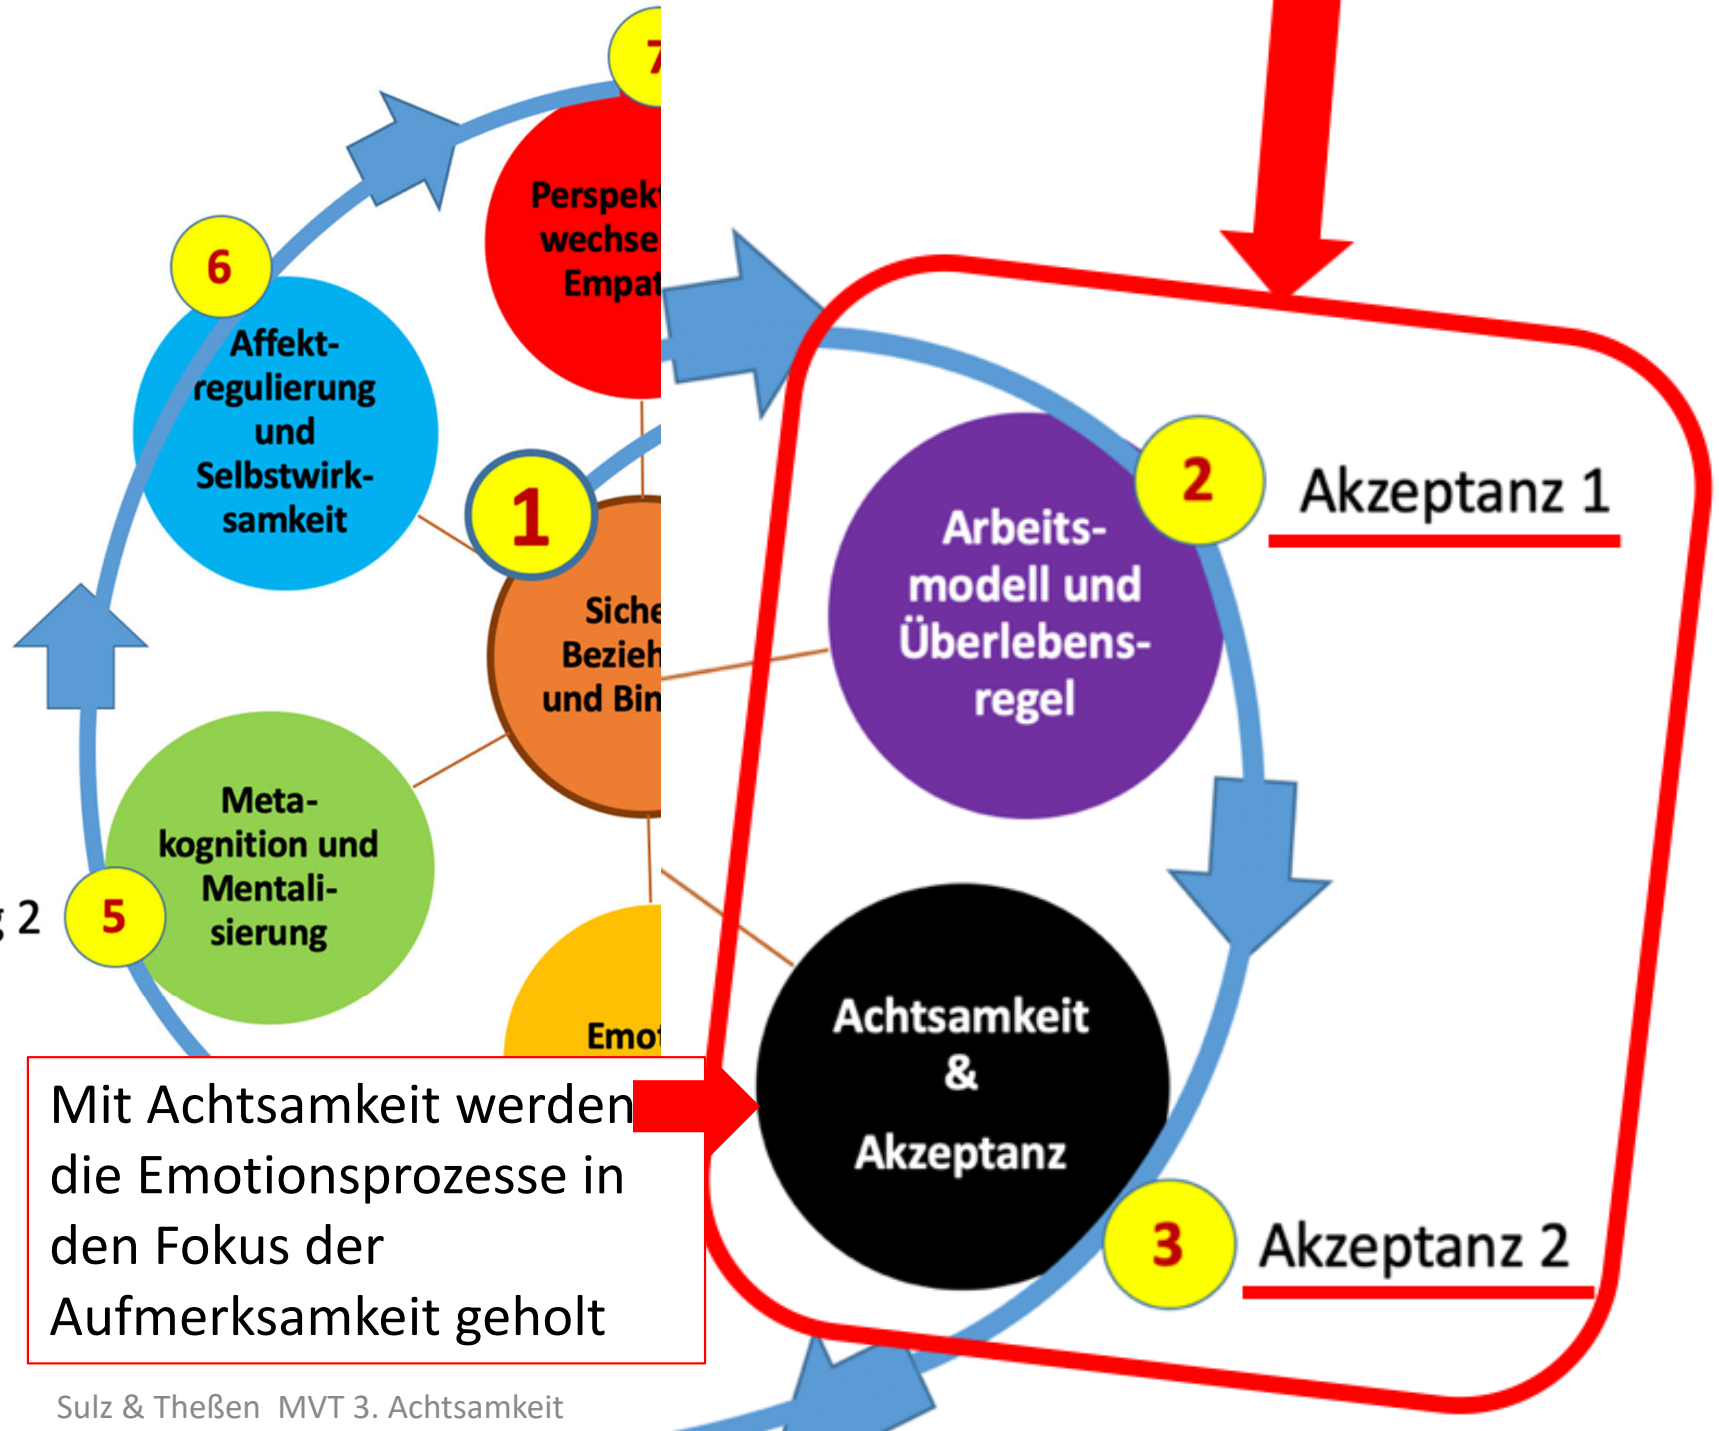 7
Perspek
wechse
Empat
6
Affekt-
regulierung
und
Selbstwirk-
samkeit
1
Siche
Bezieh
und Bin
2
Akzeptanz 1
Arbeits-
modell und
Überlebens-
regel
Meta-
kognition und
Mentali-
sierung
g 2
5
Emot
Achtsamkeit
&
Akzeptanz
3
Akzeptanz 2
Mit Achtsamkeit werden
die Emotionsprozesse in
den Fokus der
Aufmerksamkeit geholt
Sulz & Theßen MVT 3. Achtsamkeit